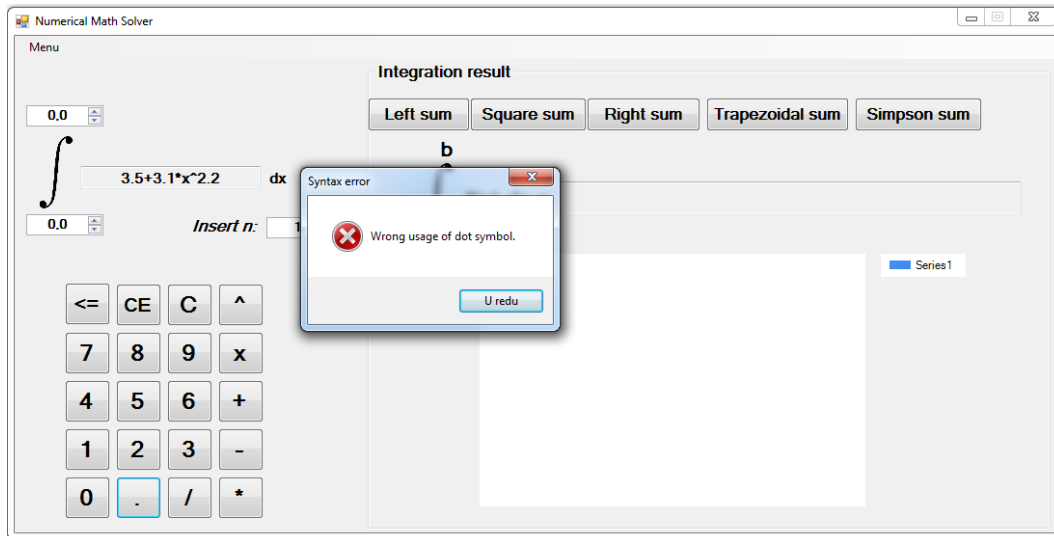 Numerical Math Solver
Menu
Integration result
0,0
Left sum Square sum Right sum Trapezoidal sum Simpson sum
b
3.5+3.1*x^2.2 dx
Syntax error
0,0 Insert n: 1
Wrong usage of dot symbol.
U redu
Series1
<= CE C ^
7 8 9 x
4 5 6 +
1 2 3 -
0 . / *